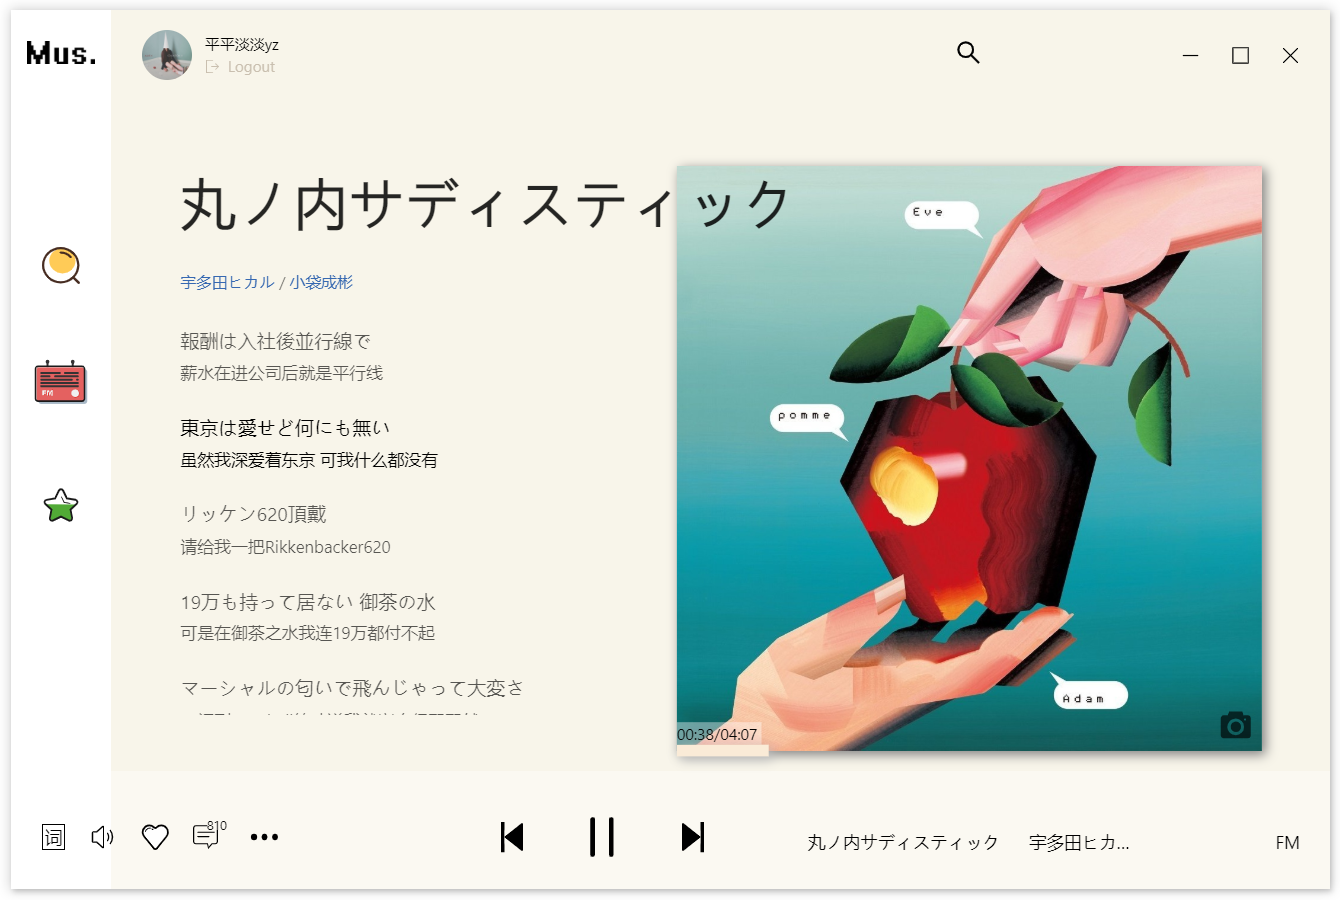 Mus.
平平淡淡yz
Logout
丸ノ内サディスティック
宇多田ヒカル / 小袋成彬
報酬は入社後並行線で
薪水在进公司后就是平行线
東京は愛せど何にも無い
虽然我深爱着东京 可我什么都没有
リッケン620頂戴
请给我一把Rikkenbacker620
19万も持って居ない 御茶の水
可是在御茶之水我连19万都付不起
マーシャルの匂いで飛んじゃって大変さ
Eve
pomme
Adam
00:38/04:07
FM
词
810
丸ノ内サディスティック
宇多田ヒカ...
FM